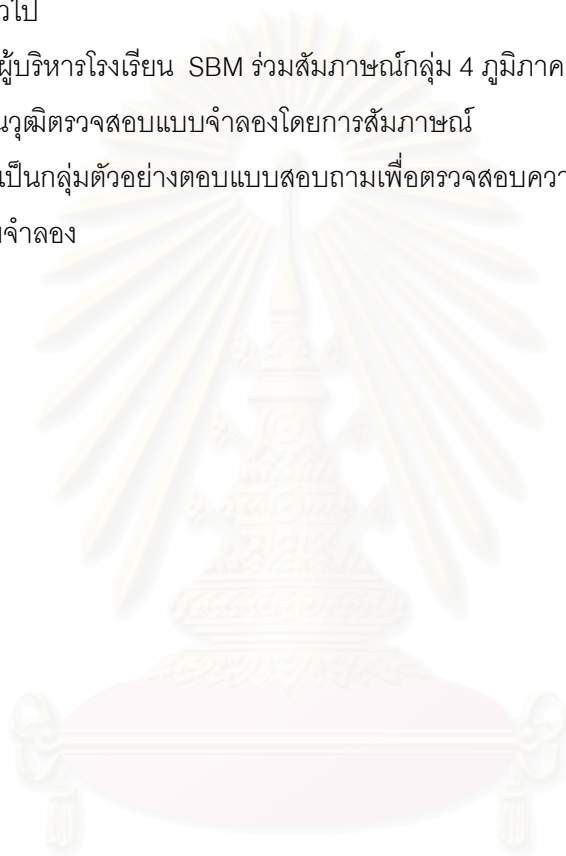 วไป
ผู้บริหารโรงเรียน SBM ร่วมสัมภาษณ์กลุ่ม 4 ภูมิภาค
นวุฒิตรวจสอบแบบจำลองโดยการสัมภาษณ์
เป็นกลุ่มตัวอย่างตอบแบบสอบถามเพื่อตรวจสอบควา
จำลอง